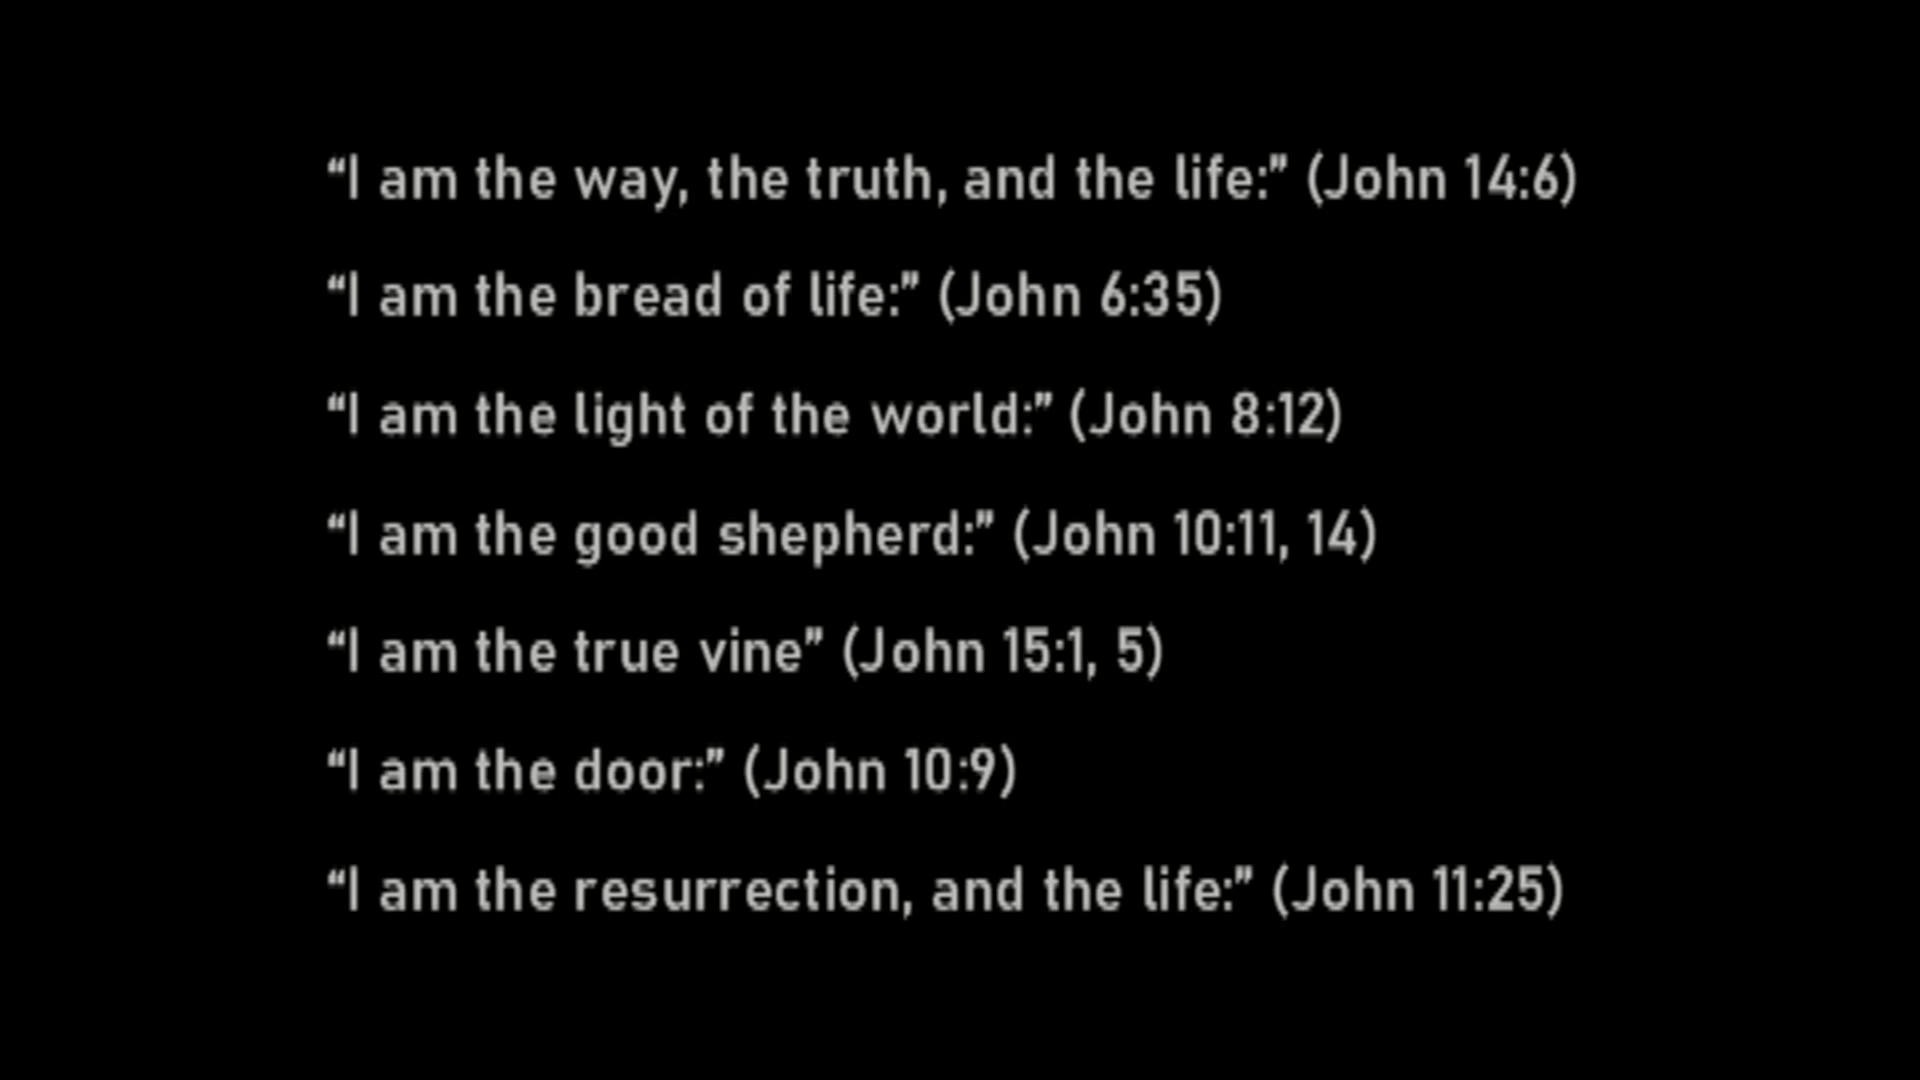 “I am the way, the truth, and the life:” (John 14:6)
“I am the bread of life:” (John 6:35)
“I am the light of the world:” (John 8:12)
“I am the good shepherd:” (John 10:11, 14)
“I am the true vine” (John 15:1, 5)
“I am the door:” (John 10:9)
“I am the resurrection, and the life:” (John 11:25)